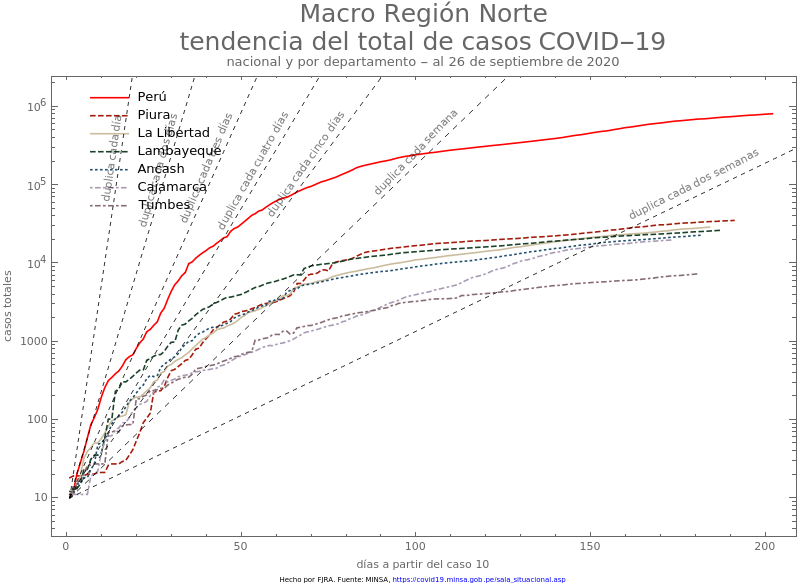 Macro Región Norte
tendencia del total de casos COVID−19
nacional y por departamento − al 26 de septiembre de 2020
Perú
Piura
La Libertad
Lambayeque
Ancash
Cajamarca
Tumbes
duplica cada día
duplica cada dos días
duplica cada tres días
duplica cada cuatro días
duplica cada cinco días
duplica cada semana
duplica cada dos semanas
casos totales
10⁶
10⁵
10⁴
1000
100
10
0 50 100 150 200
días a partir del caso 10
Hecho por FJRA. Fuente: MINSA, https://covid19.minsa.gob.pe/sala_situacional.asp